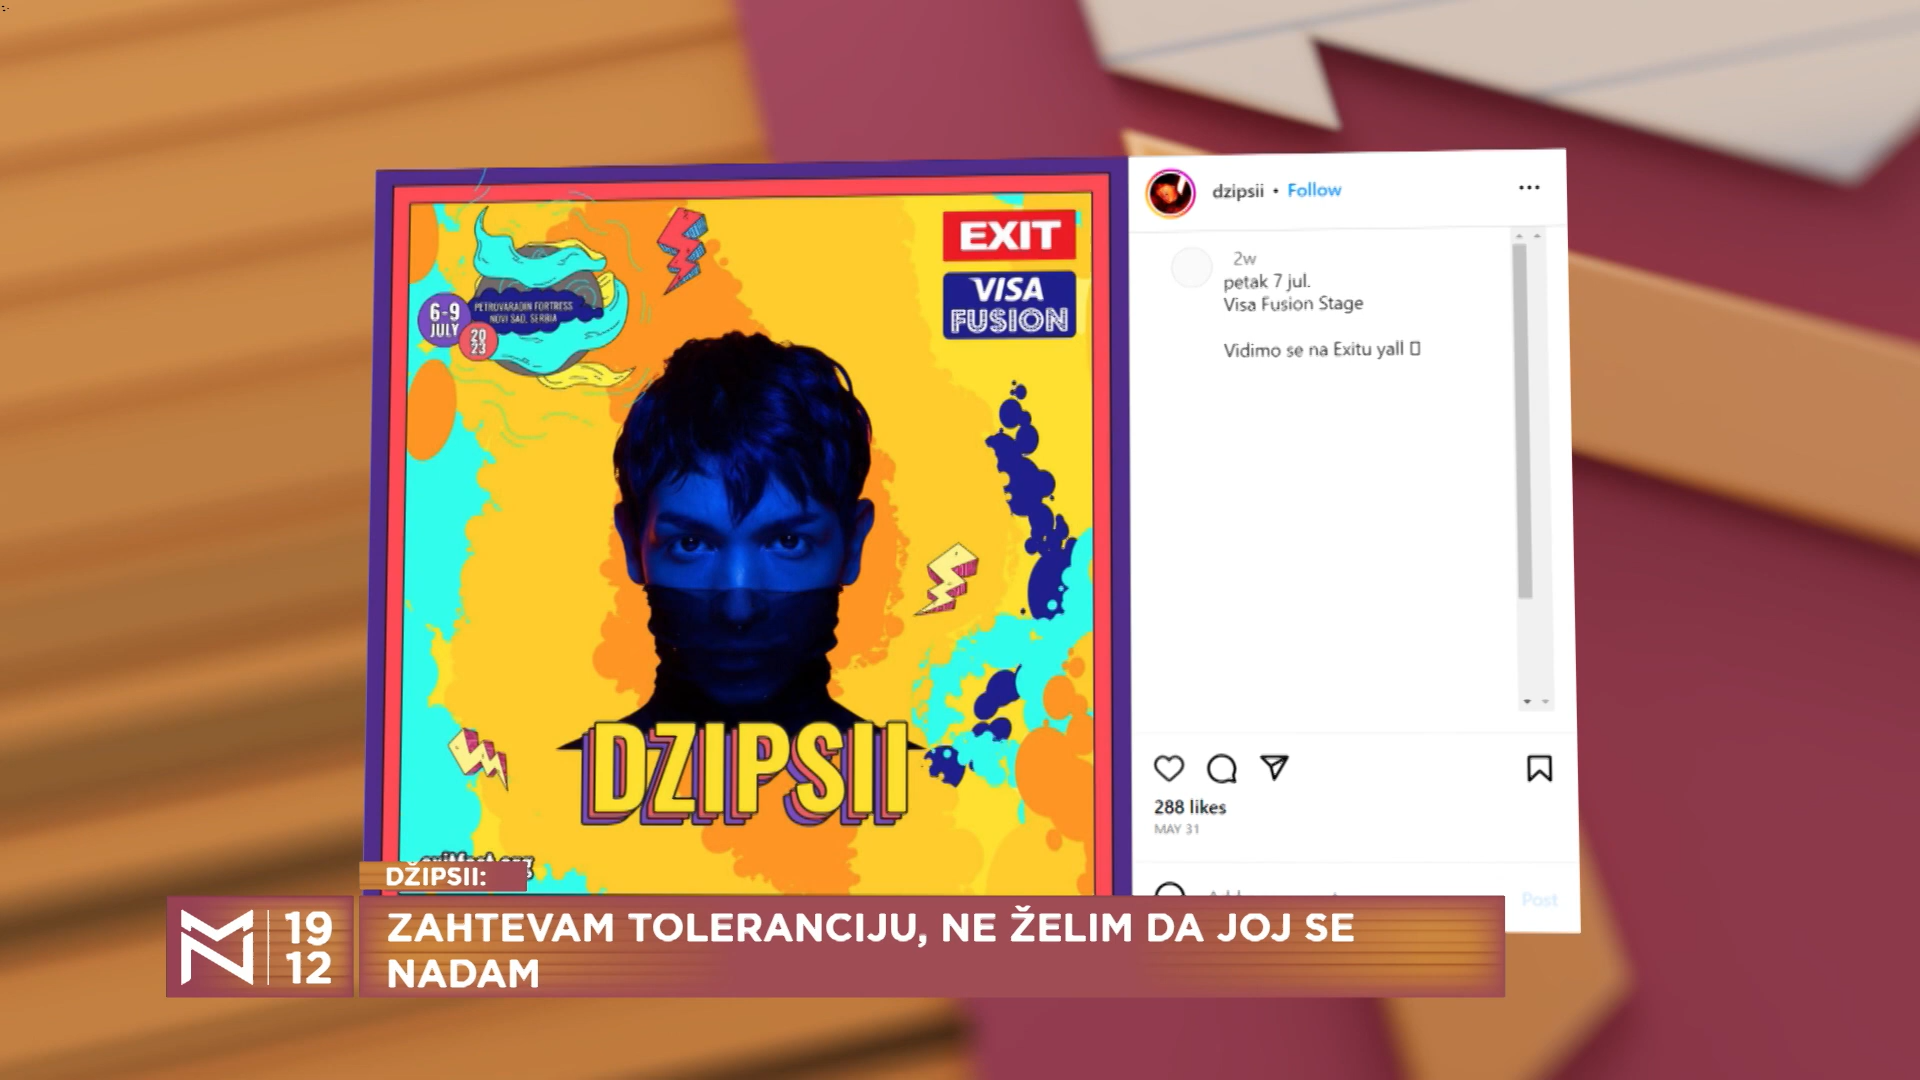 EXIT
VISA
FUSION
6-9
JULY
20
23
PETROVARADIN FORTRESS
NOVI SAD, SERBIA
DZIPSII
dzipsii • Follow
2w
petak 7 jul.
Visa Fusion Stage
Vidimo se na Exitu yall
288 likes
MAY 31
Post
DŽIPSII:
19
12
ZAHTEVAM TOLERANCIJU, NE ŽELIM DA JOJ SE
NADAM